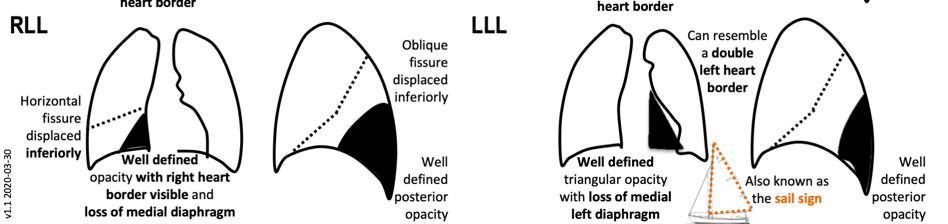 heart border
RLL
Oblique
fissure
displaced
inferiorly
Horizontal
fissure
displaced
inferiorly
Well defined
opacity with right heart
border visible and
loss of medial diaphragm
Well
defined
posterior
opacity
v1.1 2020-03-30
heart border
LLL
Can resemble
a double
left heart
border
Well defined
triangular opacity
with loss of medial
left diaphragm
Also known as
the sail sign
Well
defined
posterior
opacity